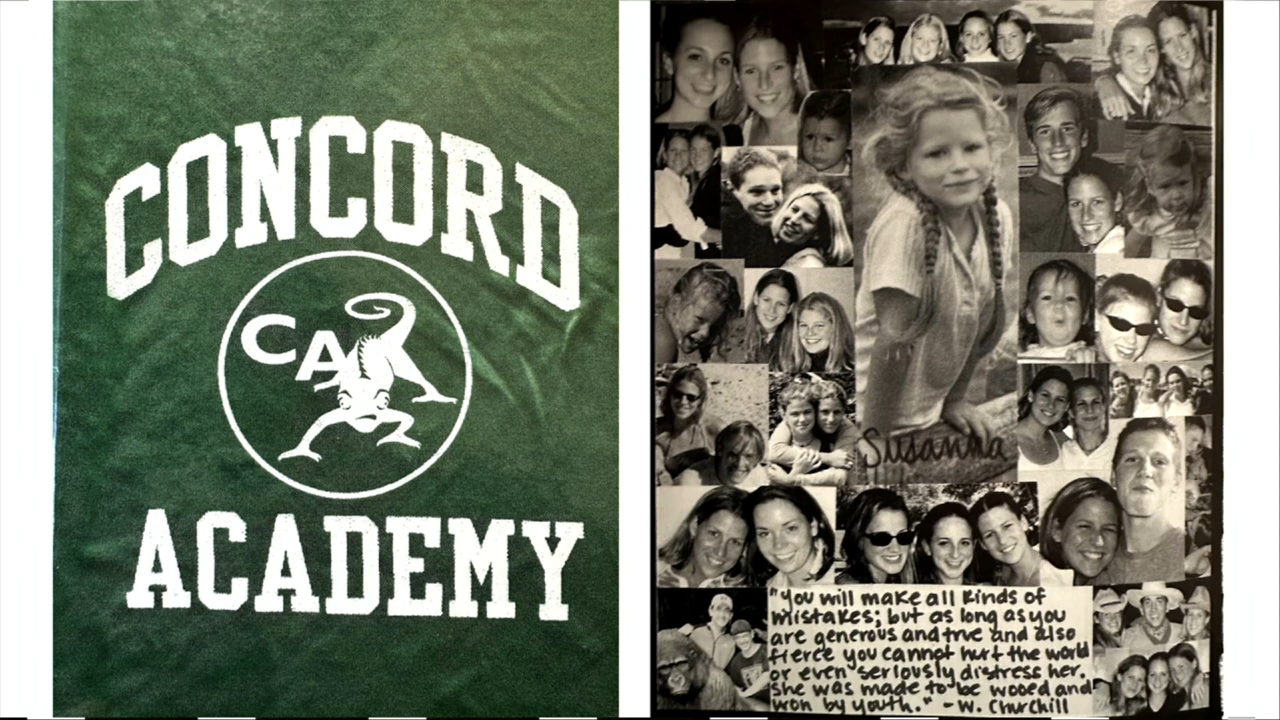 CONCORD
CA
ACADEMY
Susanna
"You will make all kinds of
mistakes; but as long as you
are generous and true and also
fierce you cannot hurt the world
or even seriously distress her.
She was made to be wooed and
won by youth." - W. Churchill